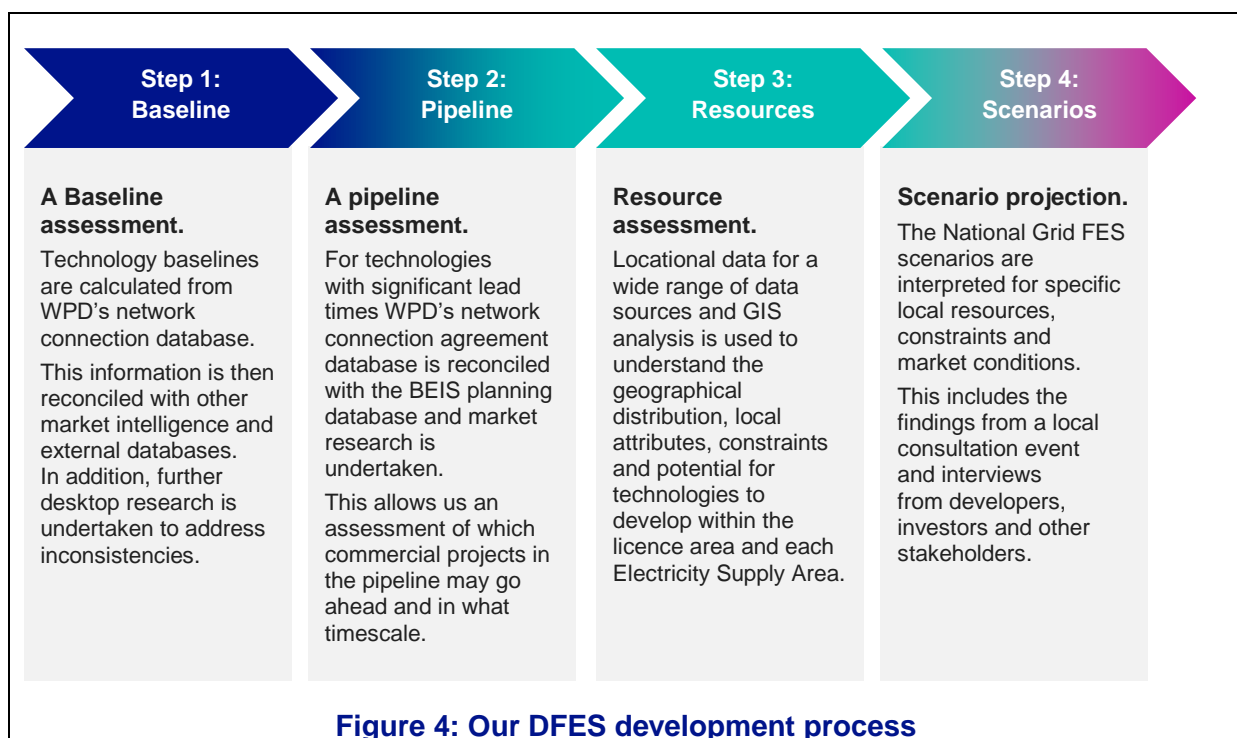 Step 1:
Baseline
Step 2:
Pipeline
Step 3:
Resources
Step 4:
Scenarios
A Baseline
assessment.
Technology baselines
are calculated from
WPD's network
connection database.
This information is then
reconciled with other
market intelligence and
external databases.
In addition, further
desktop research is
undertaken to address
inconsistencies.
A pipeline
assessment.
For technologies
with significant lead
times WPD's network
connection agreement
database is reconciled
with the BEIS planning
database and market
research is
undertaken.
This allows us an
assessment of which
commercial projects in
the pipeline may go
ahead and in what
timescale.
Resource
assessment.
Locational data for a
wide range of data
sources and GIS
analysis is used to
understand the
geographical
distribution, local
attributes, constraints
and potential for
technologies to
develop within the
licence area and each
Electricity Supply Area.
Scenario projection.
The National Grid FES
scenarios are
interpreted for specific
local resources,
constraints and
market conditions.
This includes the
findings from a local
consultation event
and interviews
from developers,
investors and other
stakeholders.
Figure 4: Our DFES development process